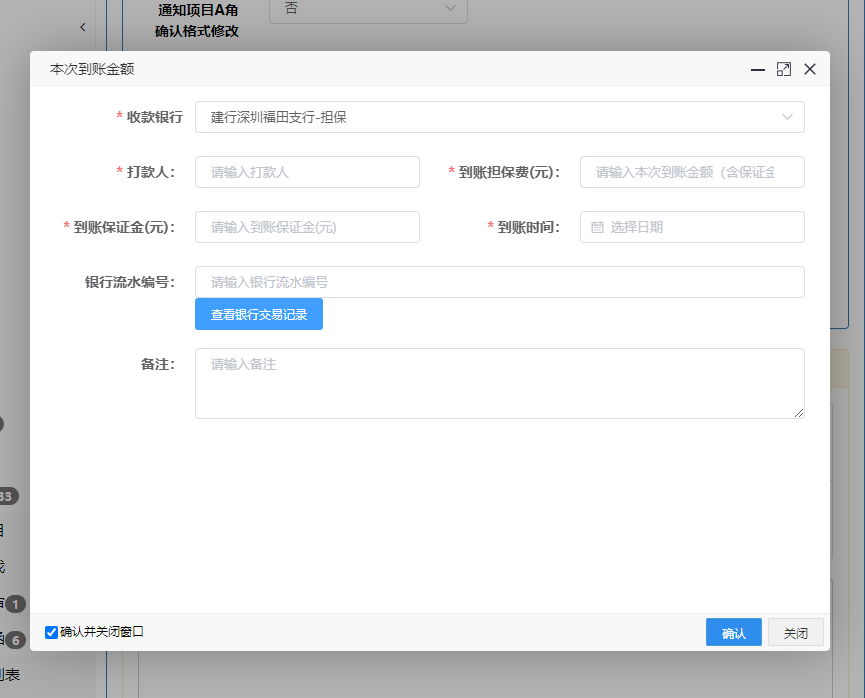 通知项目A角
确认格式修改
否
本次到账金额
* 收款银行
建行深圳福田支行-担保
* 打款人：
请输入打款人
* 到账担保费(元)：
请输入本次到账金额（含保证金
* 到账保证金(元)：
请输入到账保证金(元)
* 到账时间：
选择日期
银行流水编号：
请输入银行流水编号
查看银行交易记录
备注：
请输入备注
33
1
6
列表
确认并关闭窗口
确认
关闭